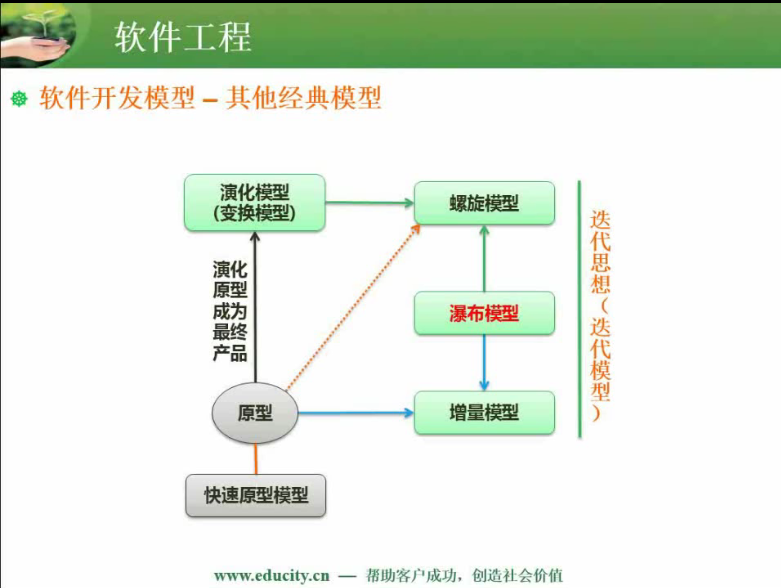 软件工程
软件开发模型 – 其他经典模型
演化模型
(变换模型)
螺旋模型
演化
原型
成为
最终
产品
瀑布模型
原型
增量模型
快速原型模型
迭代思想（迭代模型）
www.educity.cn — 帮助客户成功，创造社会价值